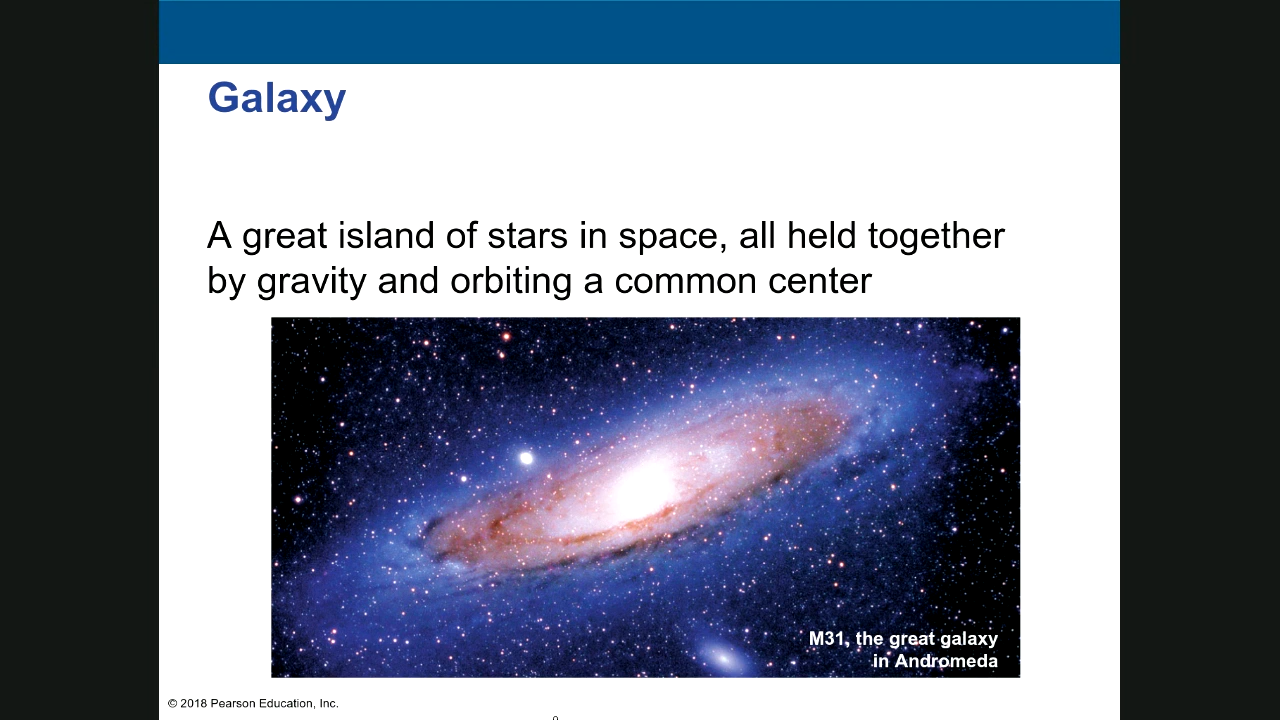 Galaxy
A great island of stars in space, all held together
by gravity and orbiting a common center
M31, the great galaxy
in Andromeda
© 2018 Pearson Education, Inc.